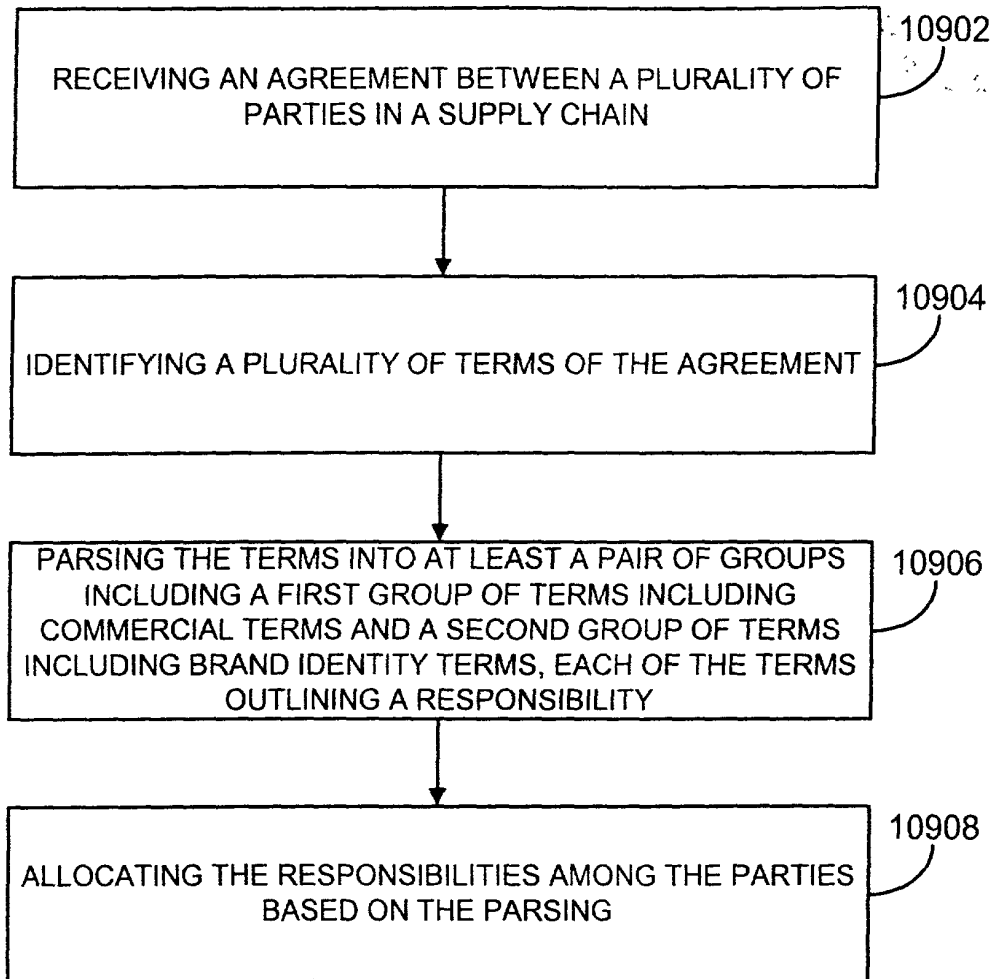 10902
RECEIVING AN AGREEMENT BETWEEN A PLURALITY OF
PARTIES IN A SUPPLY CHAIN
10904
IDENTIFYING A PLURALITY OF TERMS OF THE AGREEMENT
10906
PARSING THE TERMS INTO AT LEAST A PAIR OF GROUPS
INCLUDING A FIRST GROUP OF TERMS INCLUDING
COMMERCIAL TERMS AND A SECOND GROUP OF TERMS
INCLUDING BRAND IDENTITY TERMS, EACH OF THE TERMS
OUTLINING A RESPONSIBILITY
10908
ALLOCATING THE RESPONSIBILITIES AMONG THE PARTIES
BASED ON THE PARSING